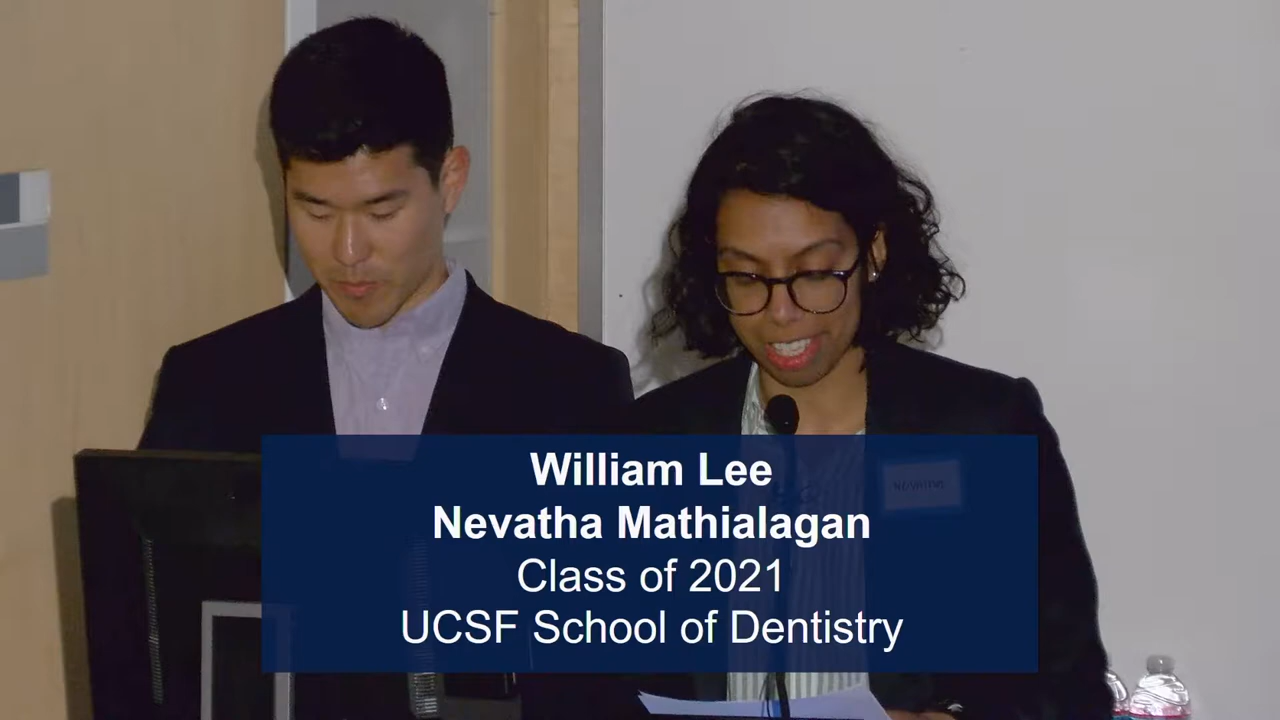 William Lee
Nevatha Mathialagan
Class of 2021
UCSF School of Dentistry